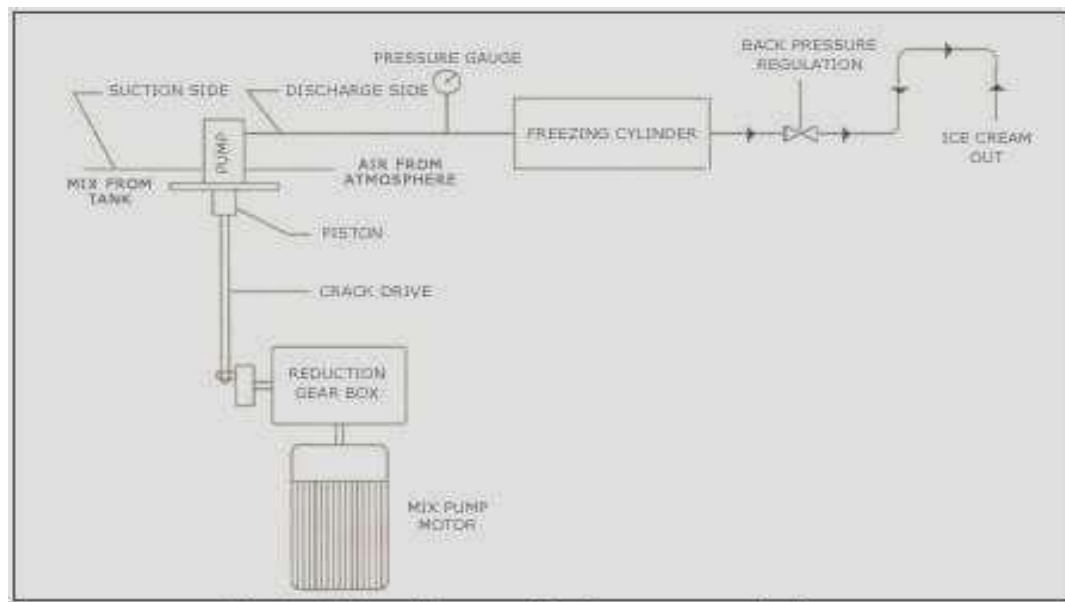 PRESSURE GAUGE
BACK PRESSURE
REGULATION
SUCTION SIDE
DISCHARGE SIDE
PUMP
FREEZING CYLINDER
ICE CREAM
OUT
MIX FROM
TANK
AIR FROM
ATMOSPHERE
PISTON
CRACK DRIVE
REDUCTION
GEAR BOX
MIX PUMP
MOTOR